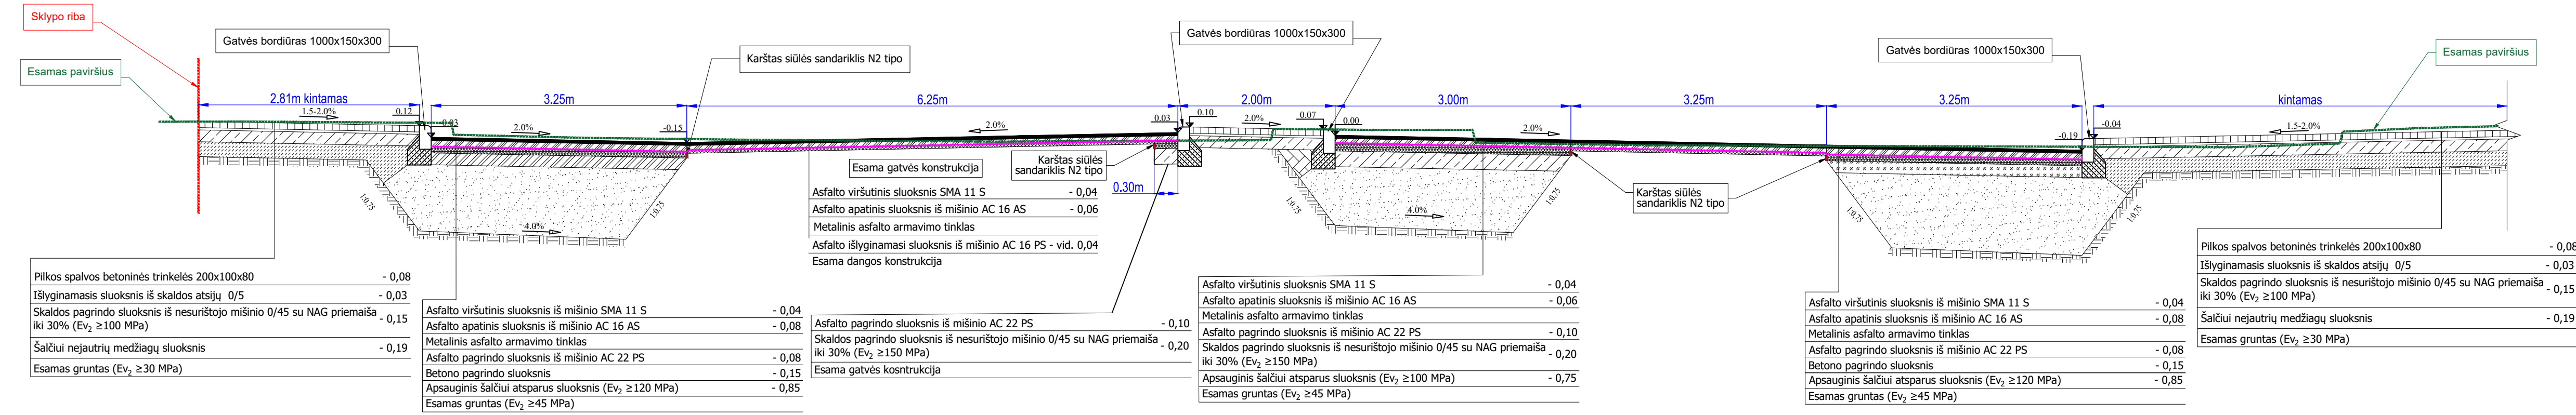 Sklypo riba
Gatvės bordiūras 1000x150x300
Esamas paviršius
Karštas siūlės sandariklis N2 tipo
Gatvės bordiūras 1000x150x300
Gatvės bordiūras 1000x150x300
Esamas paviršius
2.81m kintamas
3.25m
6.25m
2.00m
3.00m
3.25m
3.25m
kintamas
1.5-2.0%
0.12
-0.03
2.0%
-0.15
2.0%
0.03
0.10
2.0%
0.07
0.00
2.0%
-0.19
-0.04
1.5-2.0%
1:0.75
4.0%
1:0.75
Esama gatvės konstrukcija
Karštas siūlės
sandariklis N2 tipo
0.30m
1:0.75
4.0%
1:0.75
Karštas siūlės
sandariklis N2 tipo
1:0.75
1:0.75
Asfalto viršutinis sluoksnis SMA 11 S - 0,04
Asfalto apatinis sluoksnis iš mišinio AC 16 AS - 0,06
Metalinis asfalto armavimo tinklas
Asfalto išlyginamasi sluoksnis iš mišinio AC 16 PS - vid. 0,04
Esama dangos konstrukcija
Pilkos spalvos betoninės trinkelės 200x100x80 - 0,08
Išlyginamasis sluoksnis iš skaldos atsijų 0/5 - 0,03
Skaldos pagrindo sluoksnis iš nesurištojo mišinio 0/45 su NAG priemaiša
iki 30% (Ev₂ ≥100 MPa) - 0,15
Šalčiui nejautrių medžiagų sluoksnis - 0,19
Esamas gruntas (Ev₂ ≥30 MPa)
Asfalto viršutinis sluoksnis iš mišinio SMA 11 S - 0,04
Asfalto apatinis sluoksnis iš mišinio AC 16 AS - 0,08
Metalinis asfalto armavimo tinklas
Asfalto pagrindo sluoksnis iš mišinio AC 22 PS - 0,08
Betono pagrindo sluoksnis - 0,15
Apsauginis šalčiui atsparus sluoksnis (Ev₂ ≥120 MPa) - 0,85
Esamas gruntas (Ev₂ ≥45 MPa)
Asfalto pagrindo sluoksnis iš mišinio AC 22 PS - 0,10
Skaldos pagrindo sluoksnis iš nesurištojo mišinio 0/45 su NAG priemaiša
iki 30% (Ev₂ ≥150 MPa) - 0,20
Esama gatvės kosntrukcija
Asfalto viršutinis sluoksnis SMA 11 S - 0,04
Asfalto apatinis sluoksnis iš mišinio AC 16 AS - 0,06
Metalinis asfalto armavimo tinklas
Asfalto pagrindo sluoksnis iš mišinio AC 22 PS - 0,10
Skaldos pagrindo sluoksnis iš nesurištojo mišinio 0/45 su NAG priemaiša
iki 30% (Ev₂ ≥150 MPa) - 0,20
Apsauginis šalčiui atsparus sluoksnis (Ev₂ ≥100 MPa) - 0,75
Esamas gruntas (Ev₂ ≥45 MPa)
Asfalto viršutinis sluoksnis iš mišinio SMA 11 S - 0,04
Asfalto apatinis sluoksnis iš mišinio AC 16 AS - 0,08
Metalinis asfalto armavimo tinklas
Asfalto pagrindo sluoksnis iš mišinio AC 22 PS - 0,08
Betono pagrindo sluoksnis - 0,15
Apsauginis šalčiui atsparus sluoksnis (Ev₂ ≥120 MPa) - 0,85
Esamas gruntas (Ev₂ ≥45 MPa)
Pilkos spalvos betoninės trinkelės 200x100x80 - 0,08
Išlyginamasis sluoksnis iš skaldos atsijų 0/5 - 0,03
Skaldos pagrindo sluoksnis iš nesurištojo mišinio 0/45 su NAG priemaiša
iki 30% (Ev₂ ≥100 MPa) - 0,15
Šalčiui nejautrių medžiagų sluoksnis - 0,19
Esamas gruntas (Ev₂ ≥30 MPa)